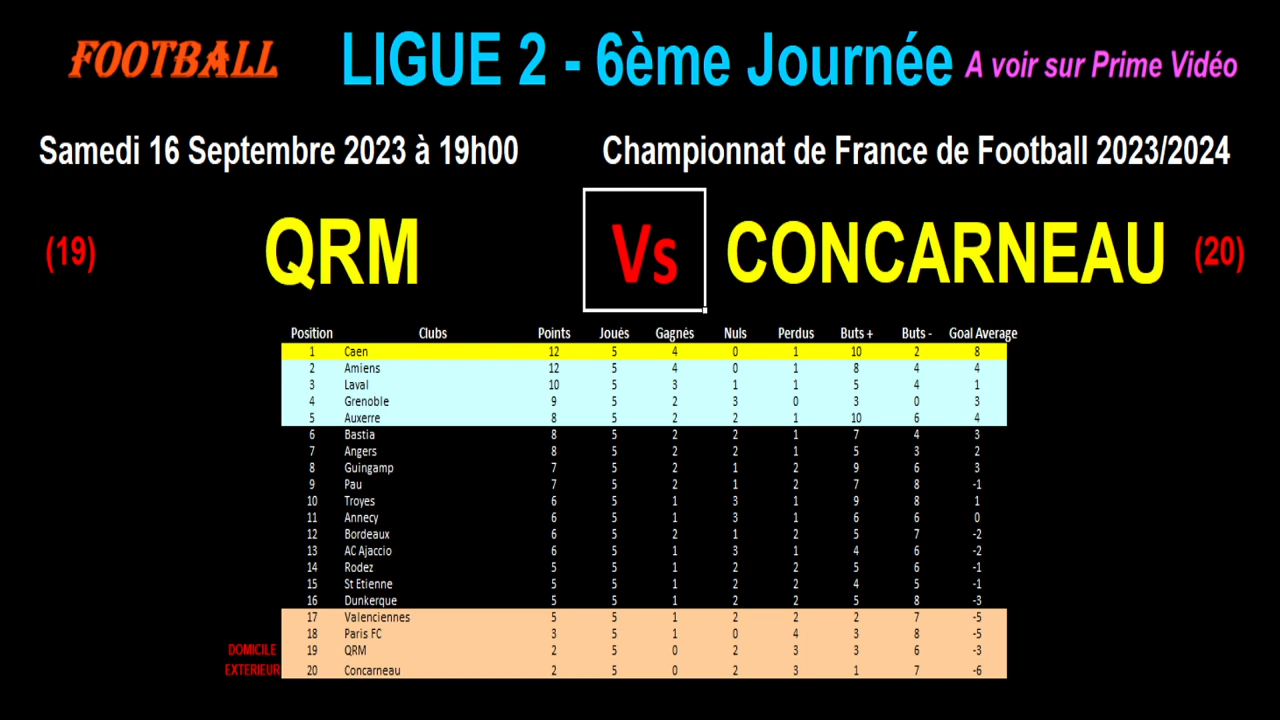 FOOTBALL LIGUE 2 - 6ème Journée A voir sur Prime Vidéo
Samedi 16 Septembre 2023 à 19h00 Championnat de France de Football 2023/2024
(19) QRM Vs CONCARNEAU (20)
Position Clubs Points Joués Gagnés Nuls Perdus Buts + Buts - Goal Average
1 Caen 12 5 4 0 1 10 2 8
2 Amiens 12 5 4 0 1 8 4 4
3 Laval 10 5 3 1 1 5 4 1
4 Grenoble 9 5 2 3 0 3 0 3
5 Auxerre 8 5 2 2 1 10 6 4
6 Bastia 8 5 2 2 1 7 4 3
7 Angers 8 5 2 2 1 5 3 2
8 Guingamp 7 5 2 1 2 9 6 3
9 Pau 7 5 2 1 2 7 8 -1
10 Troyes 6 5 1 3 1 9 8 1
11 Annecy 6 5 1 3 1 6 6 0
12 Bordeaux 6 5 2 1 2 5 7 -2
13 AC Ajaccio 6 5 1 3 1 4 6 -2
14 Rodez 5 5 1 2 2 5 6 -1
15 St Etienne 5 5 1 2 2 4 5 -1
16 Dunkerque 5 5 1 2 2 5 8 -3
17 Valenciennes 5 5 1 2 2 2 7 -5
18 Paris FC 3 5 1 0 4 3 8 -5
DOMICILE 19 QRM 2 5 0 2 3 3 6 -3
EXTERIEUR 20 Concarneau 2 5 0 2 3 1 7 -6